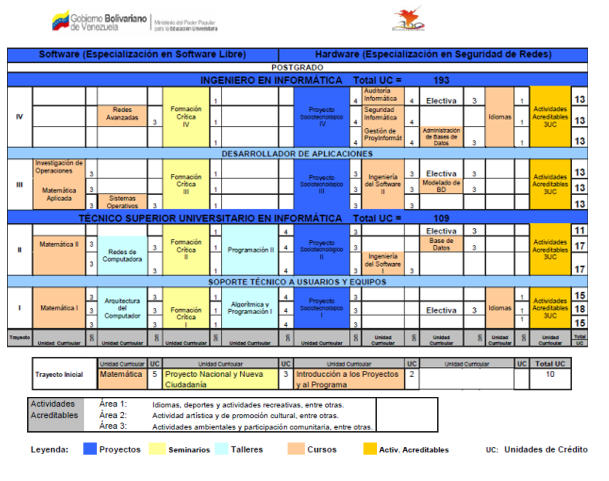 Gobierno Bolivariano de Venezuela
Ministerio del Poder Popular para la Educación Universitaria
Software (Especialización en Software Libre) Hardware (Especialización en Seguridad de Redes)
POSTGRADO
INGENIERO EN INFORMÁTICA Total UC = 193
IV
Redes Avanzadas 3
Formación Crítica IV 1 1 1
Proyecto Sociotecnológico IV 4 4 4
Auditoría Informática 4
Seguridad Informática 4
Gestión de ProyInformát 4
Electiva 3
Administración de Bases de Datos 3
Idiomas 1 1
Actividades Acreditables 3UC
13
13
13
DESARROLLADOR DE APLICACIONES
III
Investigación de Operaciones 3
Matemática Aplicada 3 3
Sistemas Operativos 3
Formación Crítica III 1 1 1
Proyecto Sociotecnológico III 4 4 4
Ingeniería del Software II 4 4
Electiva 3
Modelado de BD 3
Actividades Acreditables 3UC
13
13
13
TÉCNICO SUPERIOR UNIVERSITARIO EN INFORMÁTICA Total UC = 109
II
Matemática II 3 3
Redes de Computadora 3 3
Formación Crítica II 1 1
Programación II 4 4
Proyecto Sociotecnológico II 4 4
Ingeniería del Software I 3
Electiva 3
Base de Datos 3
Actividades Acreditables 3UC
11
17
17
SOPORTE TÉCNICO A USUARIOS Y EQUIPOS
I
Matemática I 3 3 3
Arquitectura del Computador 3 3 3
Formación Crítica I 1 1
Algorítmica y Programación I 4 4 4
Proyecto Sociotecnológico I 3 3 3
Electiva 3
Idiomas 1 1
Actividades Acreditables 3UC
15
18
15
Trayecto Unidad Curricular Unidad Curricular Unidad Curricular Unidad Curricular Unidad Curricular Unidad Curricular Unidad Curricular Unidad Curricular Unidad Curricular Total UC
Unidad Curricular UC Unidad Curricular UC Unidad Curricular UC Unidad Curricular UC Total UC
Trayecto Inicial Matemática 5 Proyecto Nacional y Nueva Ciudadanía 3 Introducción a los Proyectos y al Programa 2 10
Actividades Acreditables
Área 1: Idiomas, deportes y actividades recreativas, entre otras.
Área 2: Actividad artística y de promoción cultural, entre otras.
Área 3: Actividades ambientales y participación comunitaria, entre otras.
Leyenda: Proyectos Seminarios Talleres Cursos Activ. Acreditables UC: Unidades de Crédito